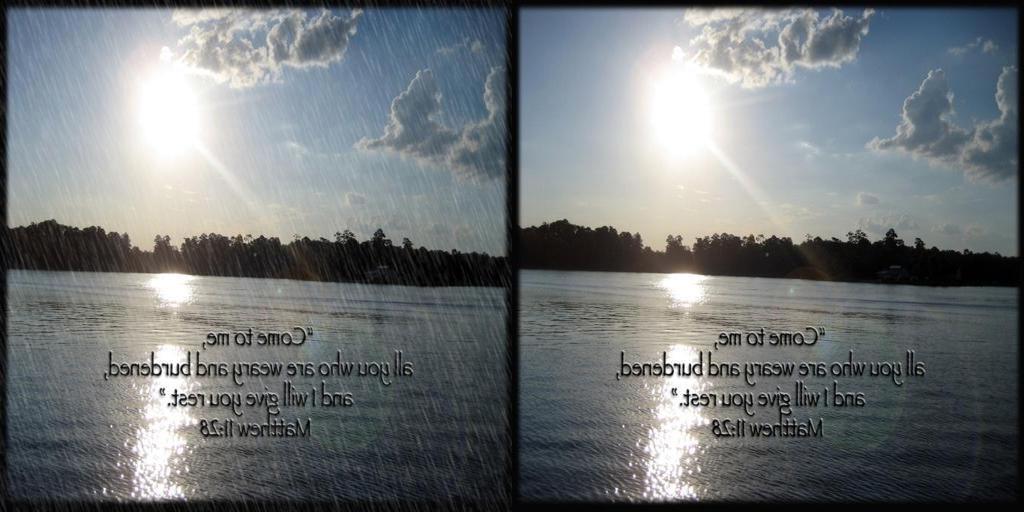 “Come to me,
all you who are weary and burdened,
and I will give you rest.”
Matthew 11:28
“Come to me,
all you who are weary and burdened,
and I will give you rest.”
Matthew 11:28